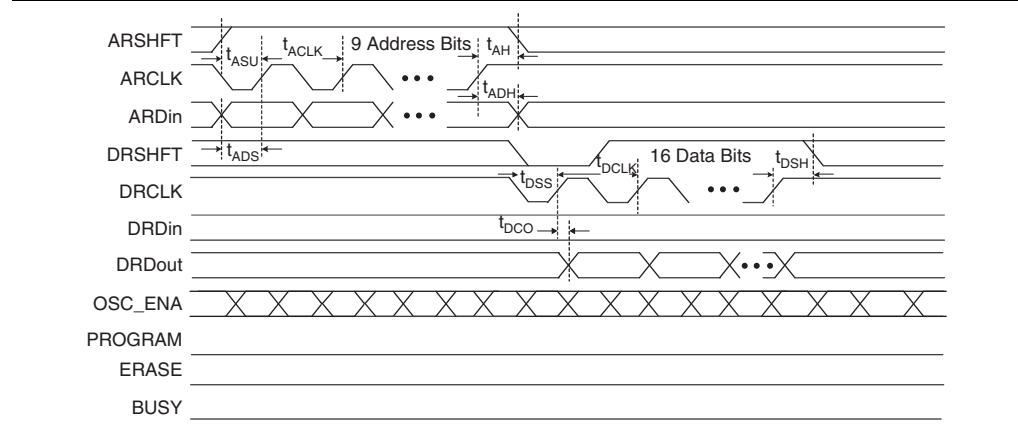 ARSHFT
tASU
tACLK
9 Address Bits
tAH
ARCLK
tADH
ARDin
tADS
DRSHFT
16 Data Bits
tDCLK
tDSH
tDSS
DRCLK
DRDin
tDCO
DRDout
OSC_ENA
PROGRAM
ERASE
BUSY